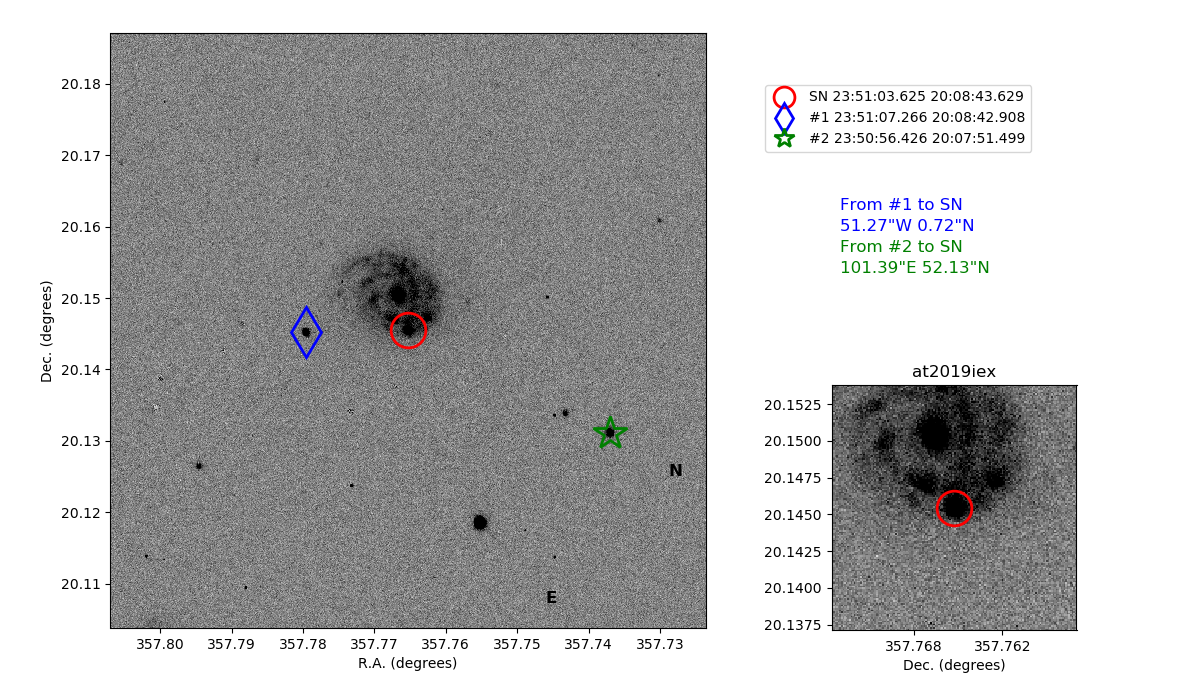 20.18
20.17
20.16
20.15
20.14
20.13
20.12
20.11
Dec. (degrees)
357.80 357.79 357.78 357.77 357.76 357.75 357.74 357.73
R.A. (degrees)
N
E
SN 23:51:03.625 20:08:43.629
#1 23:51:07.266 20:08:42.908
#2 23:50:56.426 20:07:51.499
From #1 to SN
51.27"W 0.72"N
From #2 to SN
101.39"E 52.13"N
at2019iex
20.1525
20.1500
20.1475
20.1450
20.1425
20.1400
20.1375
357.768 357.762
Dec. (degrees)